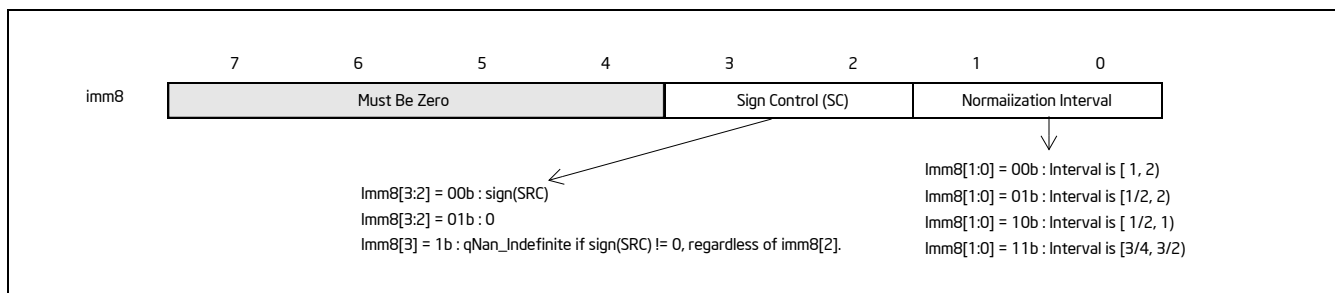 7 6 5 4 3 2 1 0
imm8 Must Be Zero Sign Control (SC) Normaiization Interval
Imm8[3:2] = 00b : sign(SRC)
Imm8[3:2] = 01b : 0
Imm8[3] = 1b : qNan_Indefinite if sign(SRC) != 0, regardless of imm8[2].
Imm8[1:0] = 00b : Interval is [ 1, 2)
Imm8[1:0] = 01b : Interval is [1/2, 2)
Imm8[1:0] = 10b : Interval is [ 1/2, 1)
Imm8[1:0] = 11b : Interval is [3/4, 3/2)